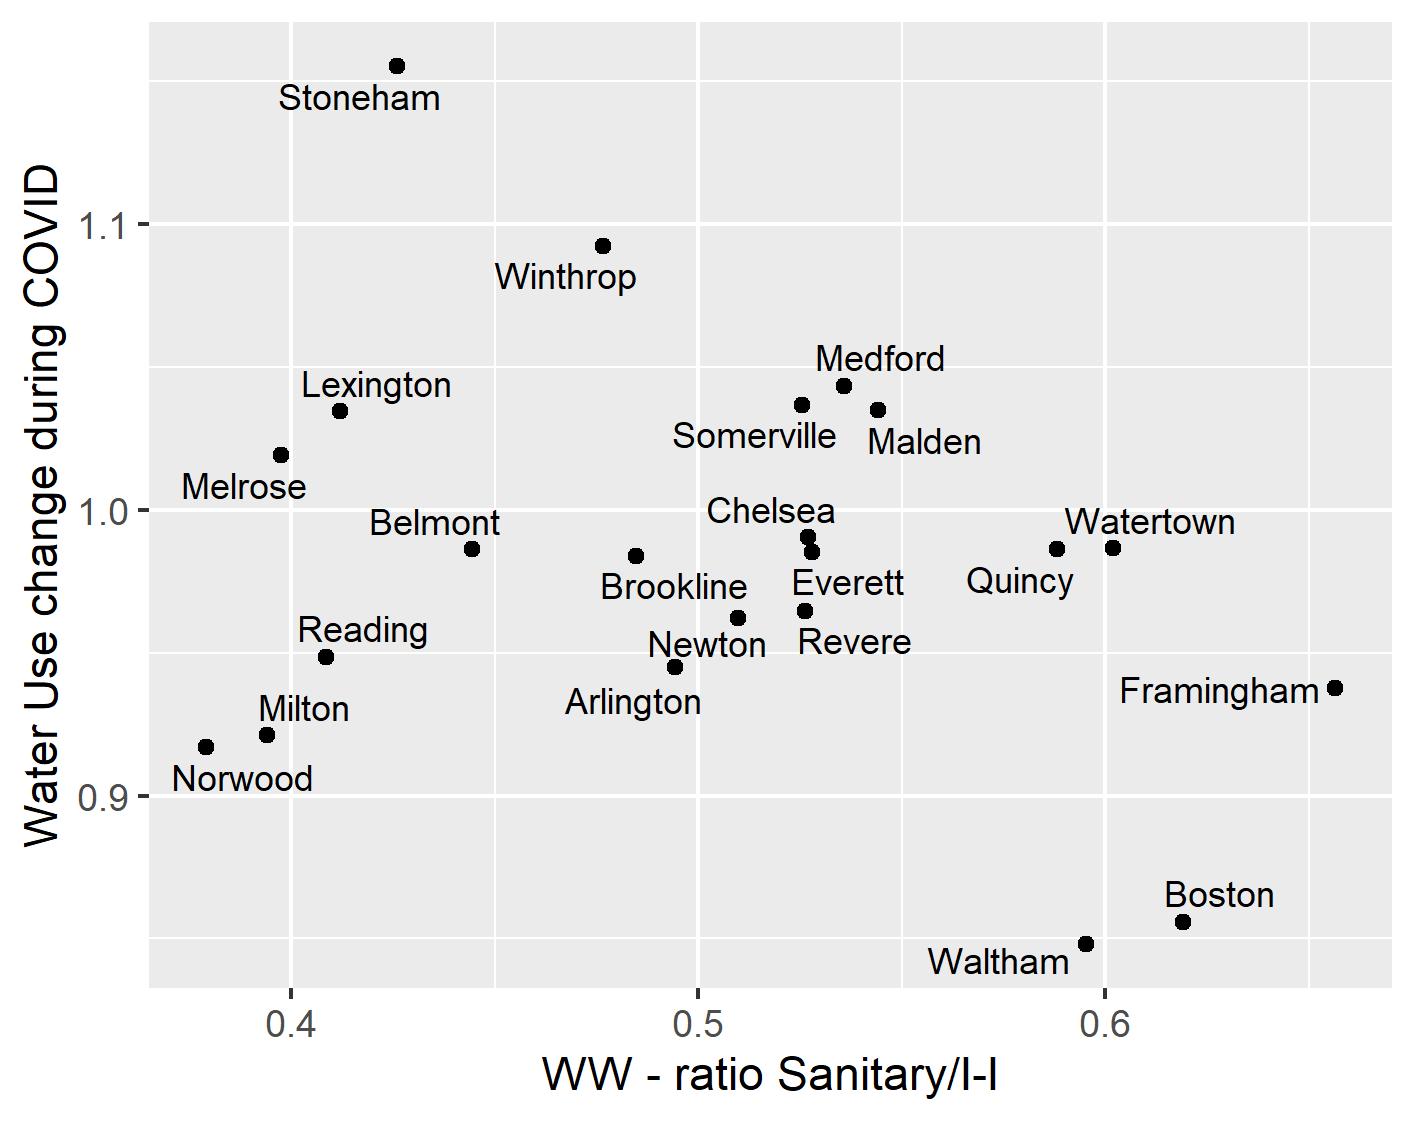 Water Use change during COVID
1.1
1.0
0.9
Stoneham
Winthrop
Medford
Lexington
Somerville
Malden
Melrose
Chelsea
Belmont
Watertown
Quincy
Everett
Brookline
Reading
Revere
Newton
Framingham
Arlington
Milton
Norwood
Boston
Waltham
0.4
0.5
0.6
WW - ratio Sanitary/I-I